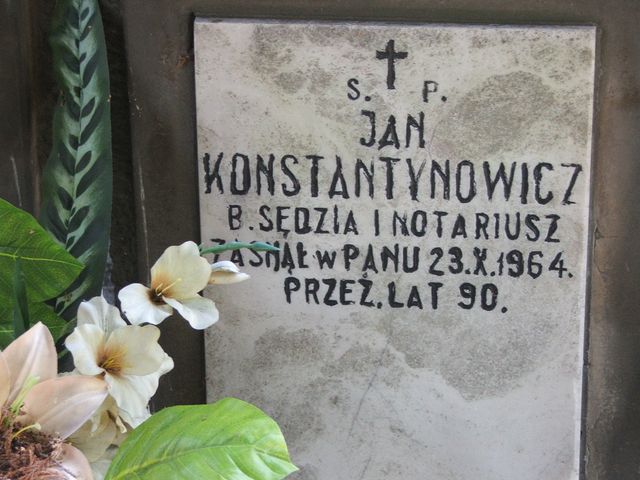 S. P.
JAN
KONSTANTYNOWICZ
B. SĘDZIA I NOTARIUSZ
ZASNĄŁ W PANU 23.X.1964.
PRZEŻ. LAT 90.